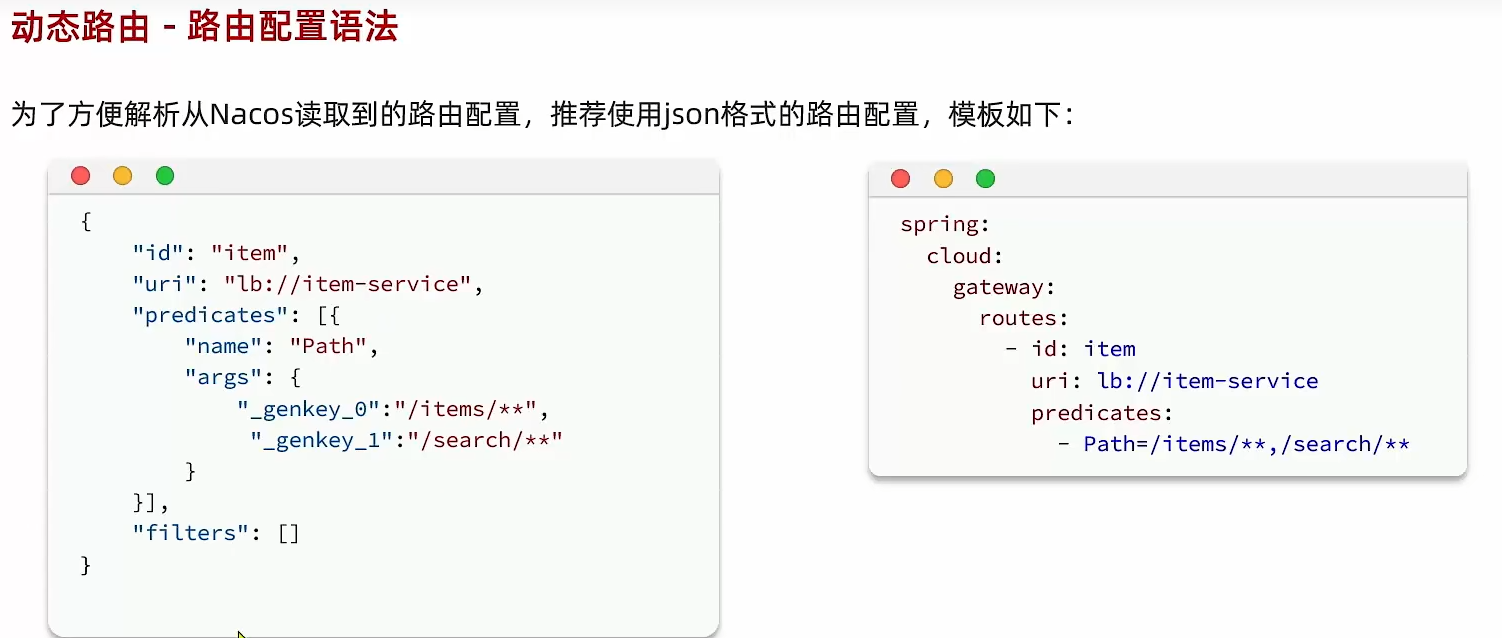 动态路由 - 路由配置语法
为了方便解析从Nacos读取到的路由配置，推荐使用json格式的路由配置，模板如下：
{
    "id": "item",
    "uri": "lb://item-service",
    "predicates": [{
        "name": "Path",
        "args": {
            "_genkey_0":"/items/**",
             "_genkey_1":"/search/**"
        }
    }],
    "filters": []
}
spring:
  cloud:
    gateway:
      routes:
        - id: item
          uri: lb://item-service
          predicates:
            - Path=/items/**,/search/**